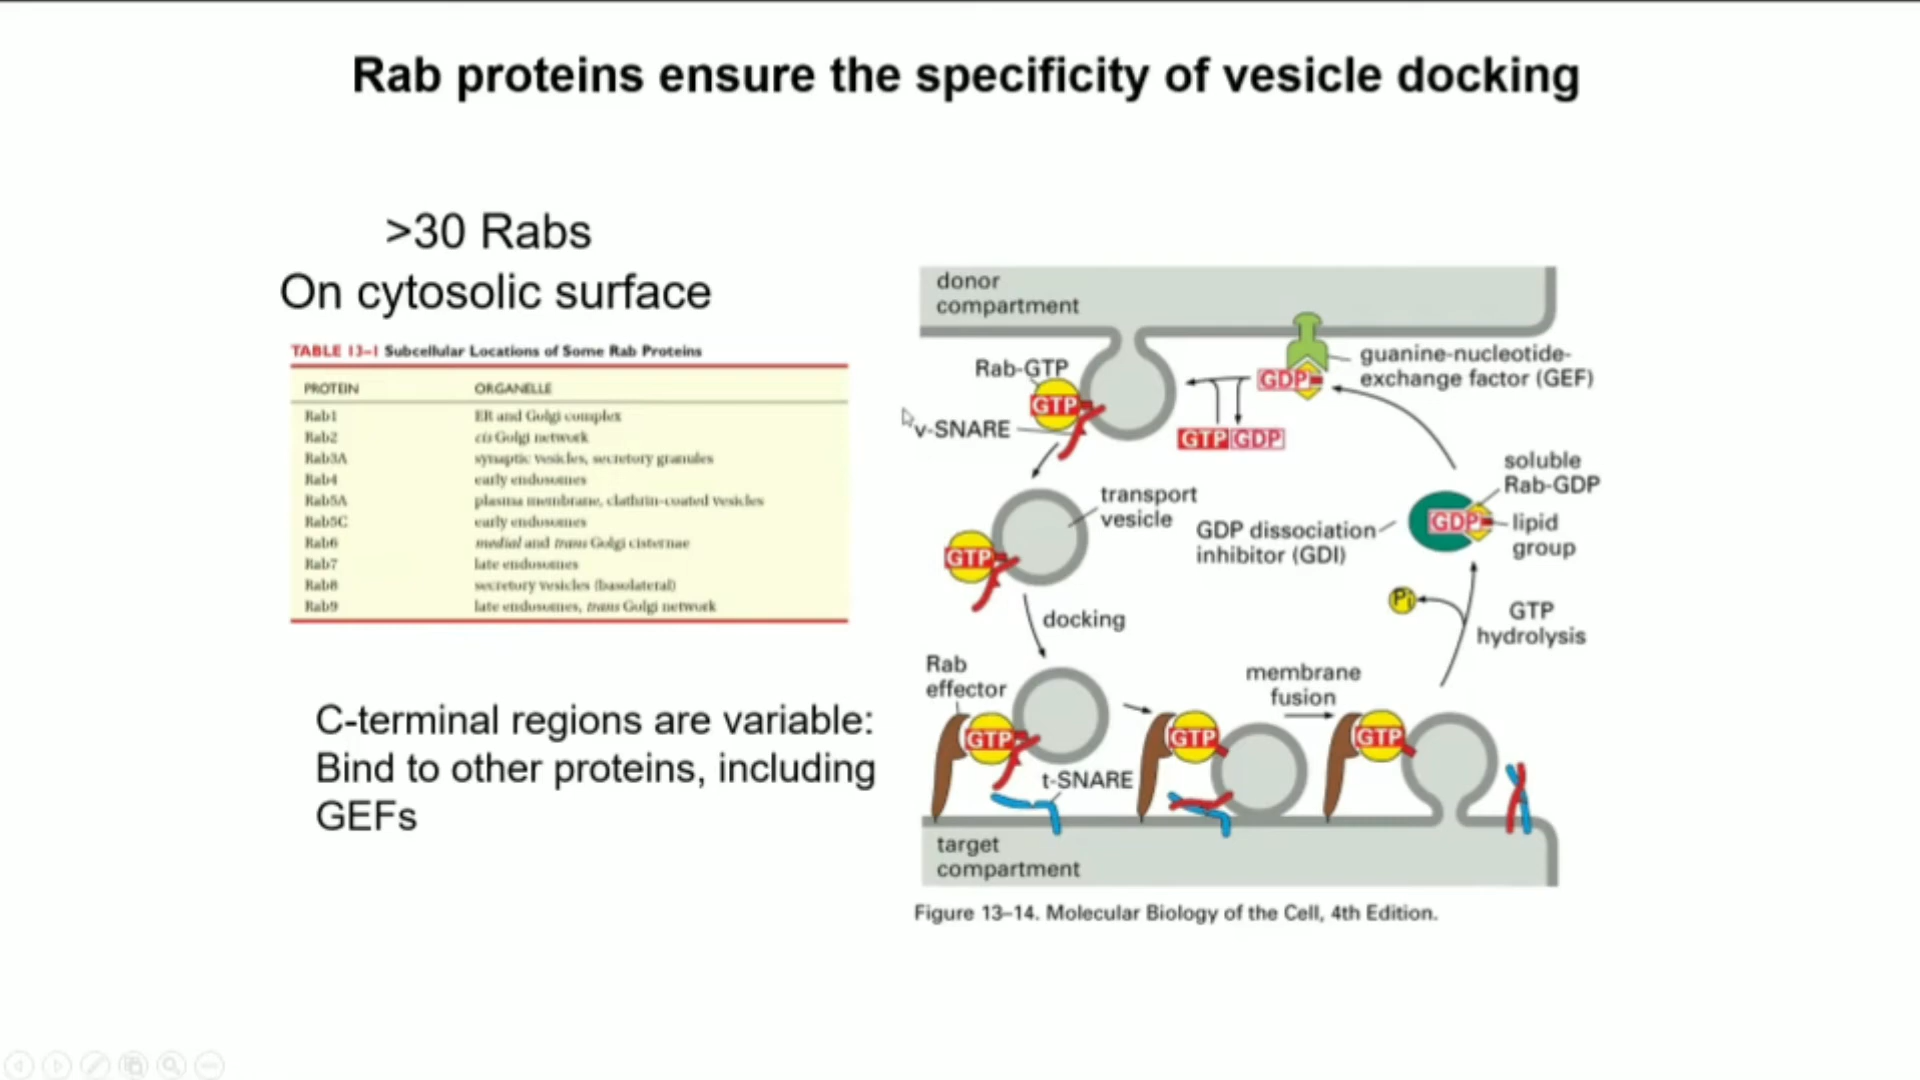 Rab proteins ensure the specificity of vesicle docking
>30 Rabs
On cytosolic surface
TABLE 13–1 Subcellular Locations of Some Rab Proteins
PROTEIN ORGANELLE
Rab1 ER and Golgi complex
Rab2 cis Golgi network
Rab3A synaptic vesicles, secretory granules
Rab4 early endosomes
Rab5A plasma membrane, clathrin-coated vesicles
Rab5C early endosomes
Rab6 medial and trans Golgi cisternae
Rab7 late endosomes
Rab8 secretory vesicles (basolateral)
Rab9 late endosomes, trans Golgi network
C-terminal regions are variable:
Bind to other proteins, including
GEFs
donor
compartment
Rab-GTP
GTP
v-SNARE
GDP
guanine-nucleotide-
exchange factor (GEF)
GTP GDP
soluble
Rab-GDP
GDP
lipid
group
GDP dissociation
inhibitor (GDI)
transport
vesicle
GTP
docking
Pi
GTP
hydrolysis
Rab
effector
GTP
t-SNARE
GTP
membrane
fusion
GTP
target
compartment
Figure 13–14. Molecular Biology of the Cell, 4th Edition.